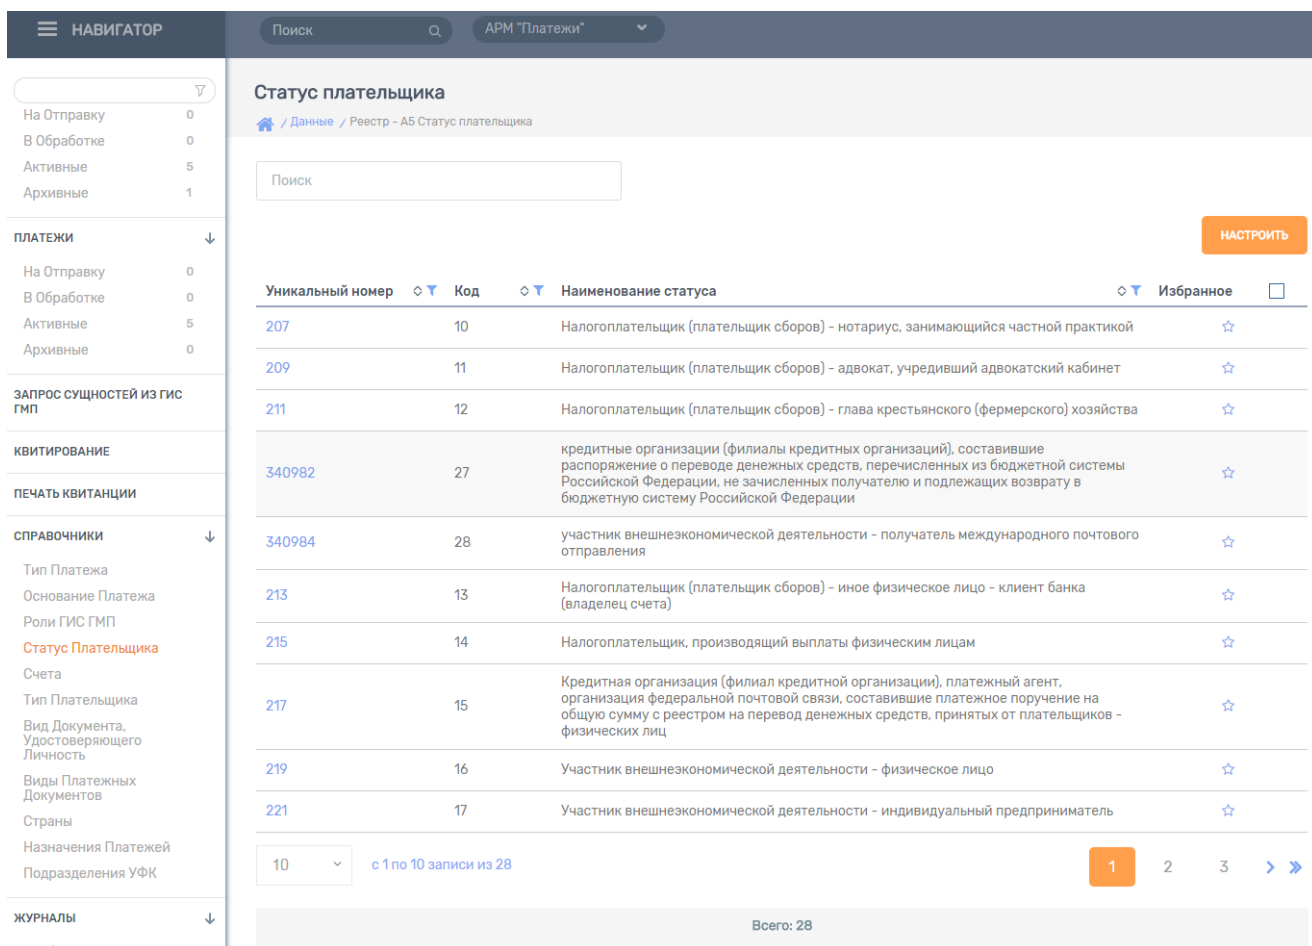 НАВИГАТОР
Поиск
АРМ "Платежи"
На Отправку 0
В Обработке 0
Активные 5
Архивные 1
ПЛАТЕЖИ
На Отправку 0
В Обработке 0
Активные 5
Архивные 0
ЗАПРОС СУЩНОСТЕЙ ИЗ ГИС
ГМП
КВИТИРОВАНИЕ
ПЕЧАТЬ КВИТАНЦИИ
СПРАВОЧНИКИ
Тип Платежа
Основание Платежа
Роли ГИС ГМП
Статус Плательщика
Счета
Тип Плательщика
Вид Документа,
Удостоверяющего
Личность
Виды Платежных
Документов
Страны
Назначения Платежей
Подразделения УФК
ЖУРНАЛЫ
Статус плательщика
/ Данные / Реестр - А5 Статус плательщика
Поиск
НАСТРОИТЬ
Уникальный номер Код Наименование статуса Избранное
207 10 Налогоплательщик (плательщик сборов) - нотариус, занимающийся частной практикой
209 11 Налогоплательщик (плательщик сборов) - адвокат, учредивший адвокатский кабинет
211 12 Налогоплательщик (плательщик сборов) - глава крестьянского (фермерского) хозяйства
340982 27 кредитные организации (филиалы кредитных организаций), составившие
распоряжение о переводе денежных средств, перечисленных из бюджетной системы
Российской Федерации, не зачисленных получателю и подлежащих возврату в
бюджетную систему Российской Федерации
340984 28 участник внешнеэкономической деятельности - получатель международного почтового
отправления
213 13 Налогоплательщик (плательщик сборов) - иное физическое лицо - клиент банка
(владелец счета)
215 14 Налогоплательщик, производящий выплаты физическим лицам
217 15 Кредитная организация (филиал кредитной организации), платежный агент,
организация федеральной почтовой связи, составившие платежное поручение на
общую сумму с реестром на перевод денежных средств, принятых от плательщиков -
физических лиц
219 16 Участник внешнеэкономической деятельности - физическое лицо
221 17 Участник внешнеэкономической деятельности - индивидуальный предприниматель
10 с 1 по 10 записи из 28 1 2 3
Всего: 28